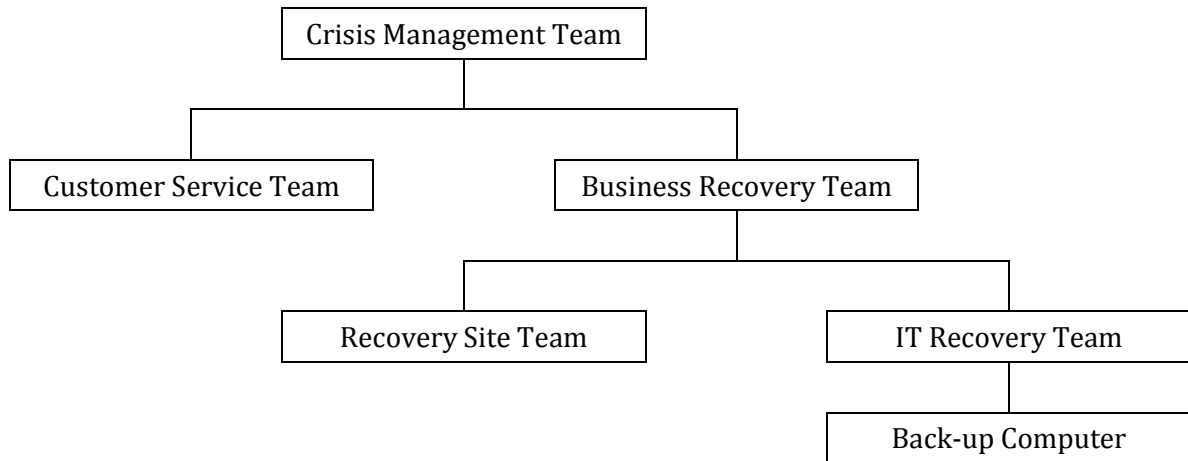 Crisis Management Team
Customer Service Team
Business Recovery Team
Recovery Site Team
IT Recovery Team
Back-up Computer